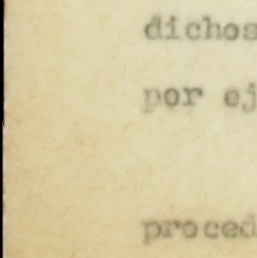 dichos
por ej
proced